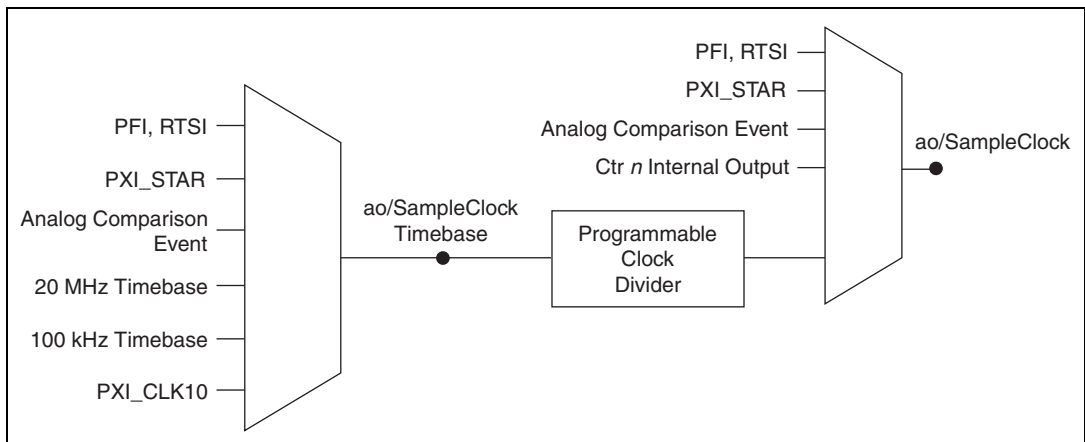 PFI, RTSI
PXI_STAR
Analog Comparison
Event
20 MHz Timebase
100 kHz Timebase
PXI_CLK10
ao/SampleClock
Timebase
Programmable
Clock
Divider
PFI, RTSI
PXI_STAR
Analog Comparison Event
Ctr n Internal Output
ao/SampleClock